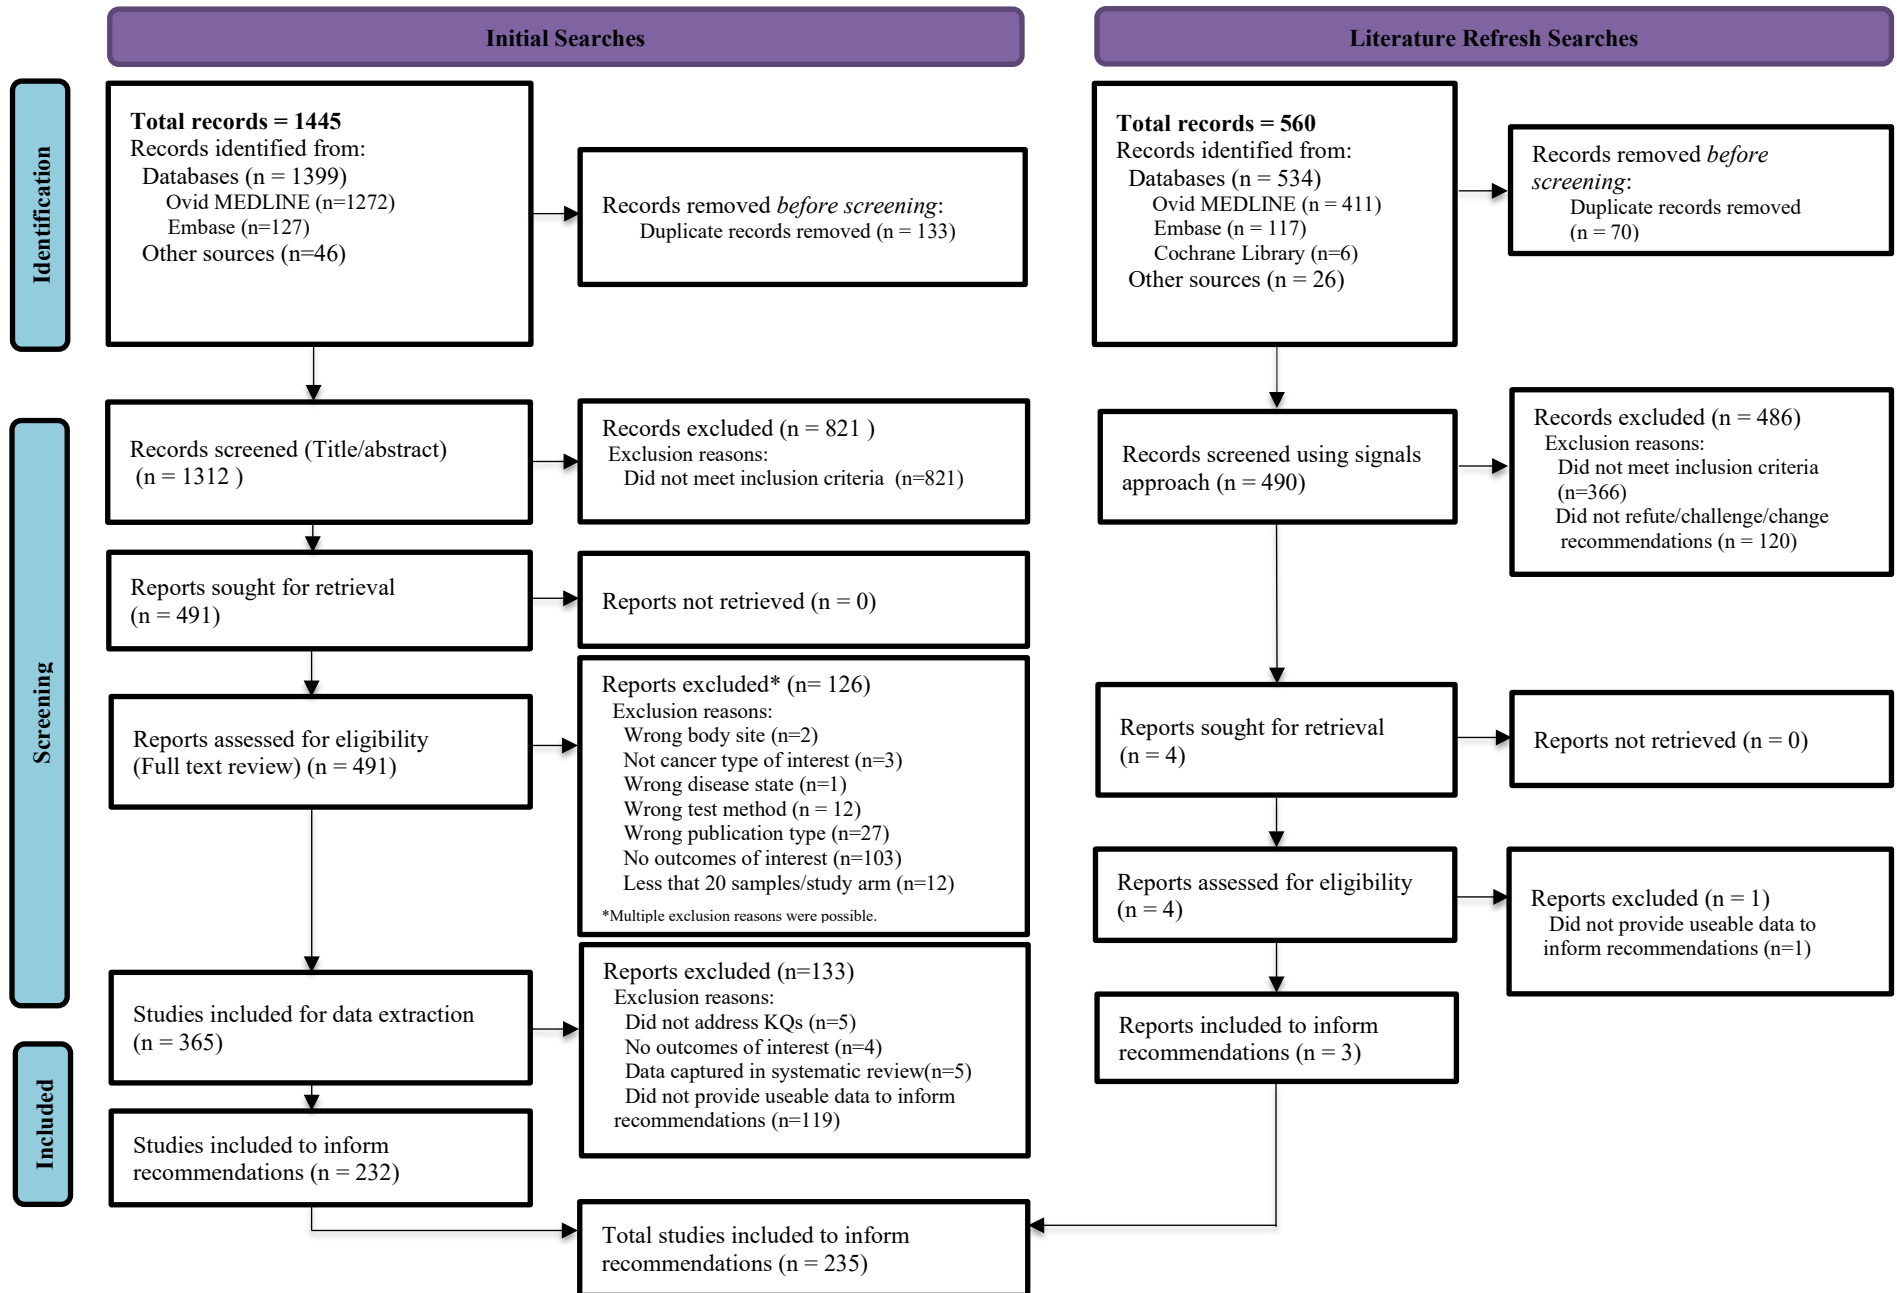 Initial Searches
Literature Refresh Searches
Identification
Total records = 1445
Records identified from:
Databases (n = 1399)
Ovid MEDLINE (n=1272)
Embase (n=127)
Other sources (n=46)
Records removed before screening:
Duplicate records removed (n = 133)
Total records = 560
Records identified from:
Databases (n = 534)
Ovid MEDLINE (n = 411)
Embase (n = 117)
Cochrane Library (n=6)
Other sources (n = 26)
Records removed before
screening:
Duplicate records removed
(n = 70)
Screening
Records screened (Title/abstract)
(n = 1312 )
Records excluded (n = 821 )
Exclusion reasons:
Did not meet inclusion criteria (n=821)
Records screened using signals
approach (n = 490)
Records excluded (n = 486)
Exclusion reasons:
Did not meet inclusion criteria
(n=366)
Did not refute/challenge/change
recommendations (n = 120)
Reports sought for retrieval
(n = 491)
Reports not retrieved (n = 0)
Reports assessed for eligibility
(Full text review) (n = 491)
Reports excluded* (n= 126)
Exclusion reasons:
Wrong body site (n=2)
Not cancer type of interest (n=3)
Wrong disease state (n=1)
Wrong test method (n = 12)
Wrong publication type (n=27)
No outcomes of interest (n=103)
Less that 20 samples/study arm (n=12)
*Multiple exclusion reasons were possible.
Reports sought for retrieval
(n = 4)
Reports not retrieved (n = 0)
Reports assessed for eligibility
(n = 4)
Reports excluded (n = 1)
Did not provide useable data to
inform recommendations (n=1)
Studies included for data extraction
(n = 365)
Reports excluded (n=133)
Exclusion reasons:
Did not address KQs (n=5)
No outcomes of interest (n=4)
Data captured in systematic review(n=5)
Did not provide useable data to inform
recommendations (n=119)
Reports included to inform
recommendations (n = 3)
Included
Studies included to inform
recommendations (n = 232)
Total studies included to inform
recommendations (n = 235)